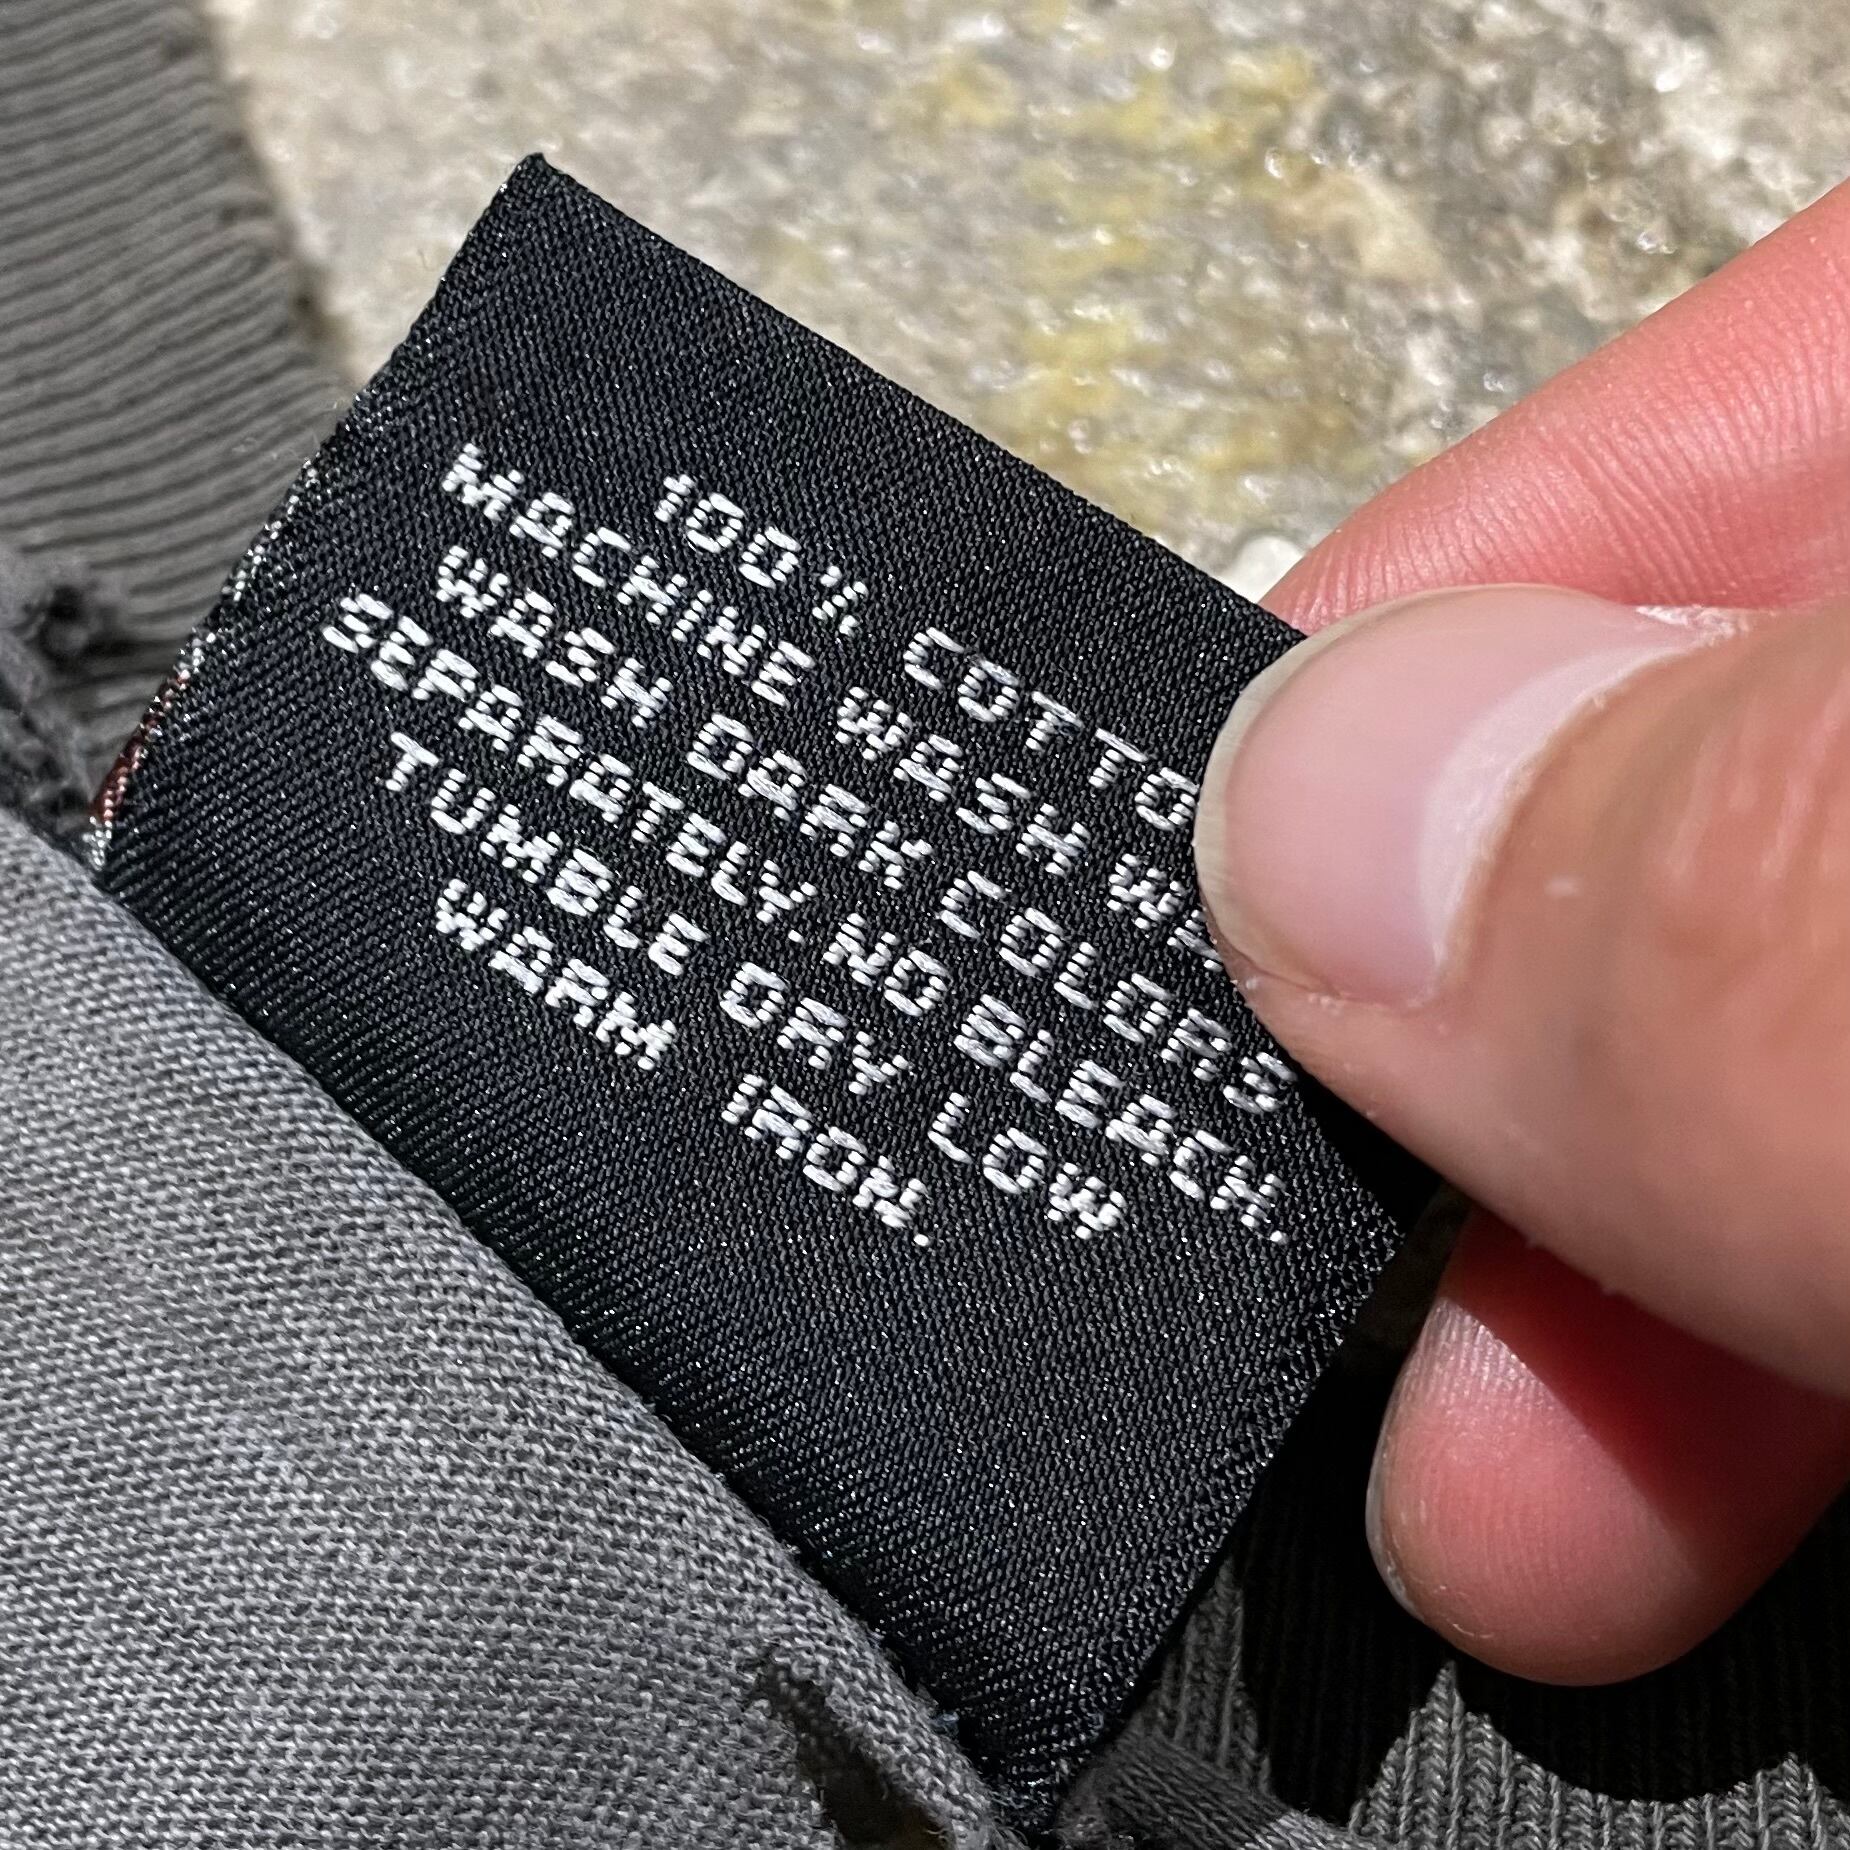 100% COTTO
MACHINE WASH
WASH DARK COLORS
SEPARATELY. NO BLEACH.
TUMBLE DRY LOW
WARM IRON.